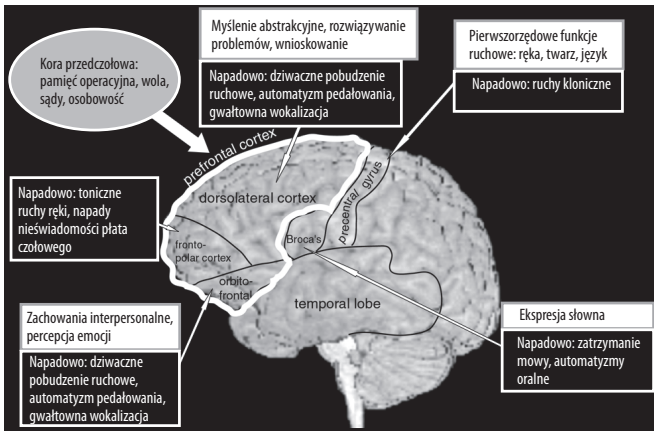 Kora przedczołowa:
pamięć operacyjna, wola,
sądy, osobowość
Myślenie abstrakcyjne, rozwiązywanie
problemów, wnioskowanie
Napadowo: dziwaczne pobudzenie
ruchowe, automatyzm pedałowania,
gwałtowna wokalizacja
Pierwszorzędowe funkcje
ruchowe: ręka, twarz, język
Napadowo: ruchy kloniczne
prefrontal cortex
dorsolateral cortex
precentral gyrus
Broca's
fronto-
polar cortex
orbito-
frontal
temporal lobe
Napadowo: toniczne
ruchy ręki, napady
nieświadomości płata
czołowego
Zachowania interpersonalne,
percepcja emocji
Napadowo: dziwaczne
pobudzenie ruchowe,
automatyzm pedałowania,
gwałtowna wokalizacja
Ekspresja słowna
Napadowo: zatrzymanie
mowy, automatyzmy
oralne